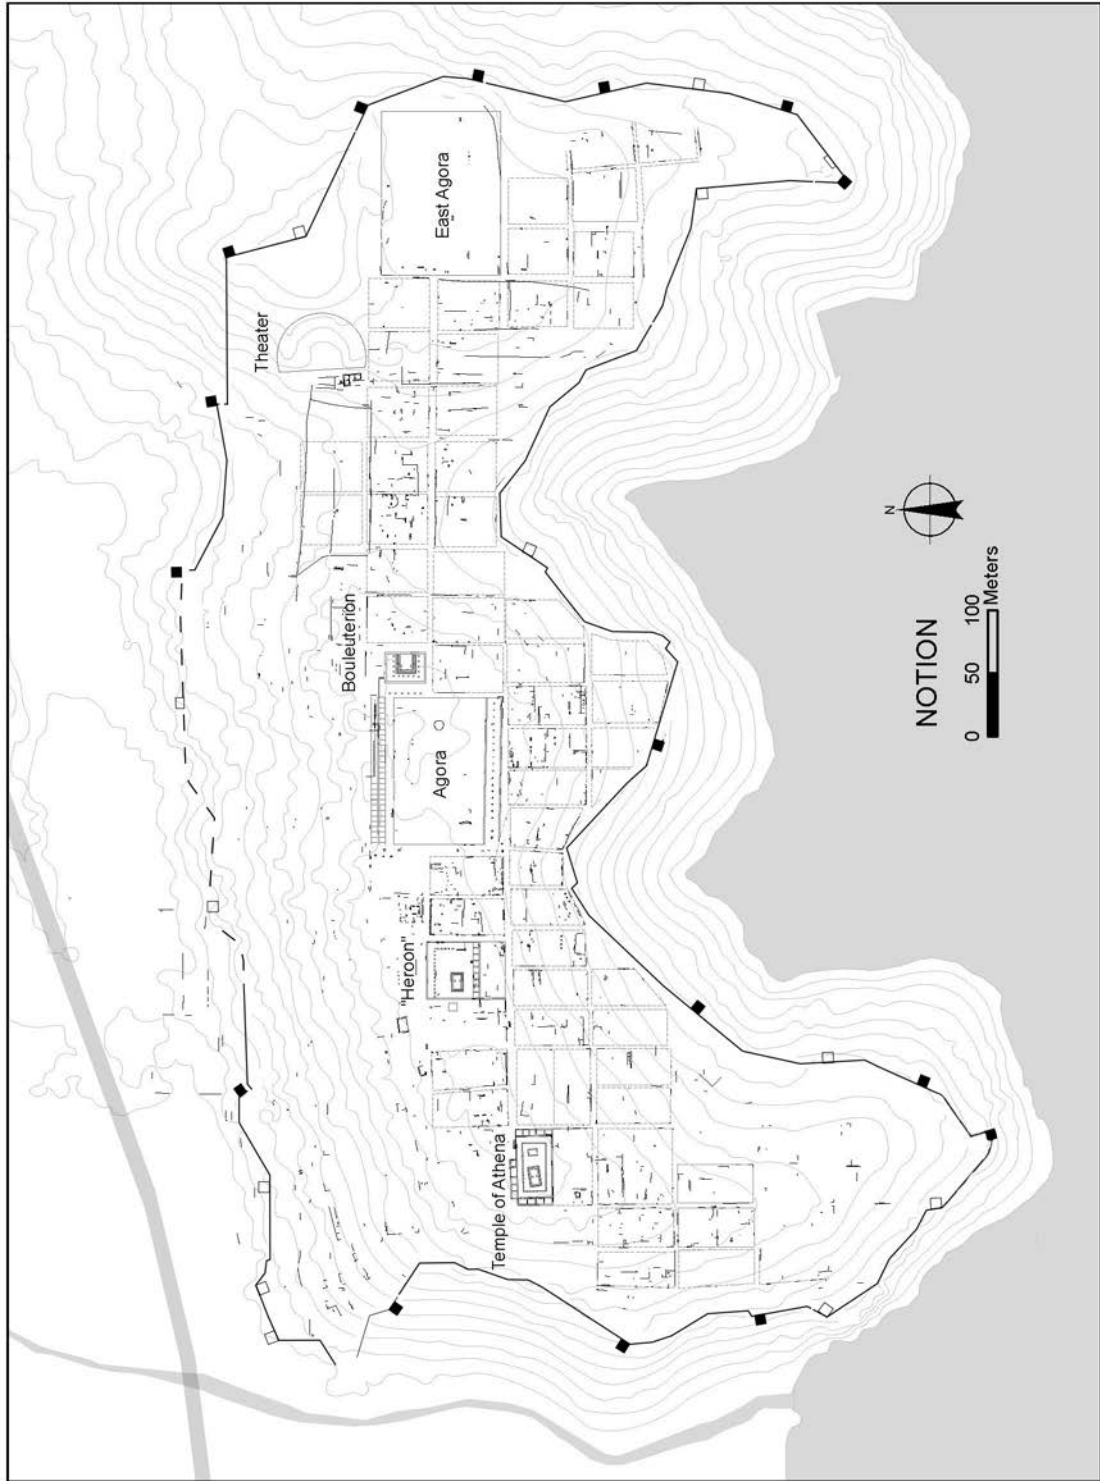 Theater
East Agora
Bouleuterion
Agora
"Heroon"
Temple of Athena
N
NOTION
0 50 100
Meters